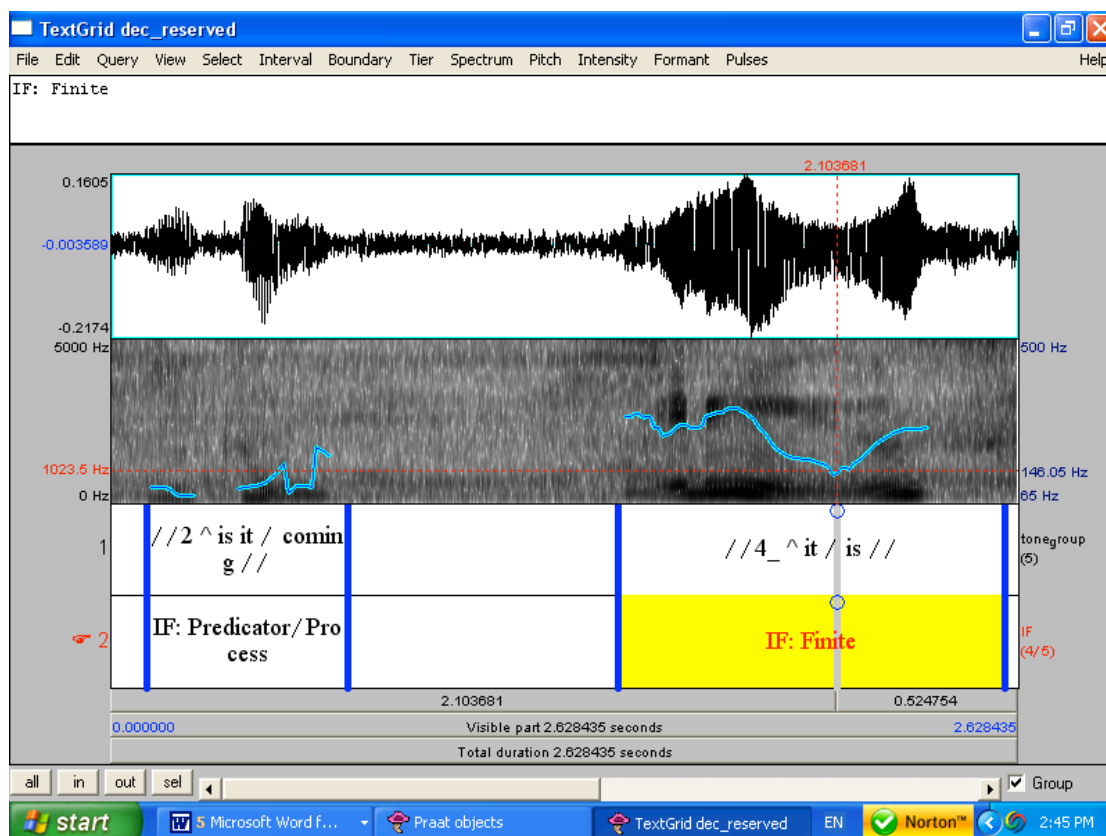 TextGrid dec_reserved
File Edit Query View Select Interval Boundary Tier Spectrum Pitch Intensity Formant Pulses Help
IF: Finite
2.103681
0.1605
-0.003589
-0.2174
5000 Hz
500 Hz
1023.5 Hz
146.05 Hz
0 Hz
65 Hz
1
//2 ^ is it / comin
g //
//4_ ^ it / is //
tonegroup
(5)
2
IF: Predicator/Pro
cess
IF: Finite
IF
(4/5)
2.103681 0.524754
0.000000 Visible part 2.628435 seconds 2.628435
Total duration 2.628435 seconds
all in out sel Group
start 5 Microsoft Word f... Praat objects TextGrid dec_reserved EN Norton™ 2:45 PM